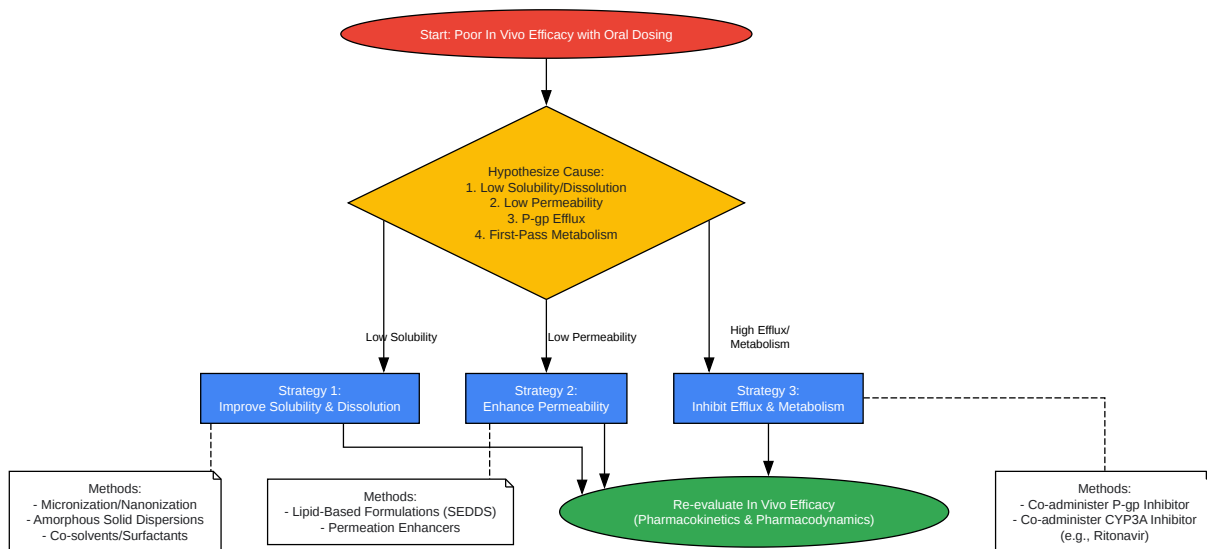 Start: Poor In Vivo Efficacy with Oral Dosing
Hypothesize Cause:
1. Low Solubility/Dissolution
2. Low Permeability
3. P-gp Efflux
4. First-Pass Metabolism
Low Solubility
Low Permeability
High Efflux/
Metabolism
Strategy 1:
Improve Solubility & Dissolution
Strategy 2:
Enhance Permeability
Strategy 3:
Inhibit Efflux & Metabolism
Methods:
- Micronization/Nanonization
- Amorphous Solid Dispersions
- Co-solvents/Surfactants
Methods:
- Lipid-Based Formulations (SEDDS)
- Permeation Enhancers
Re-evaluate In Vivo Efficacy
(Pharmacokinetics & Pharmacodynamics)
Methods:
- Co-administer P-gp Inhibitor
- Co-administer CYP3A Inhibitor
(e.g., Ritonavir)